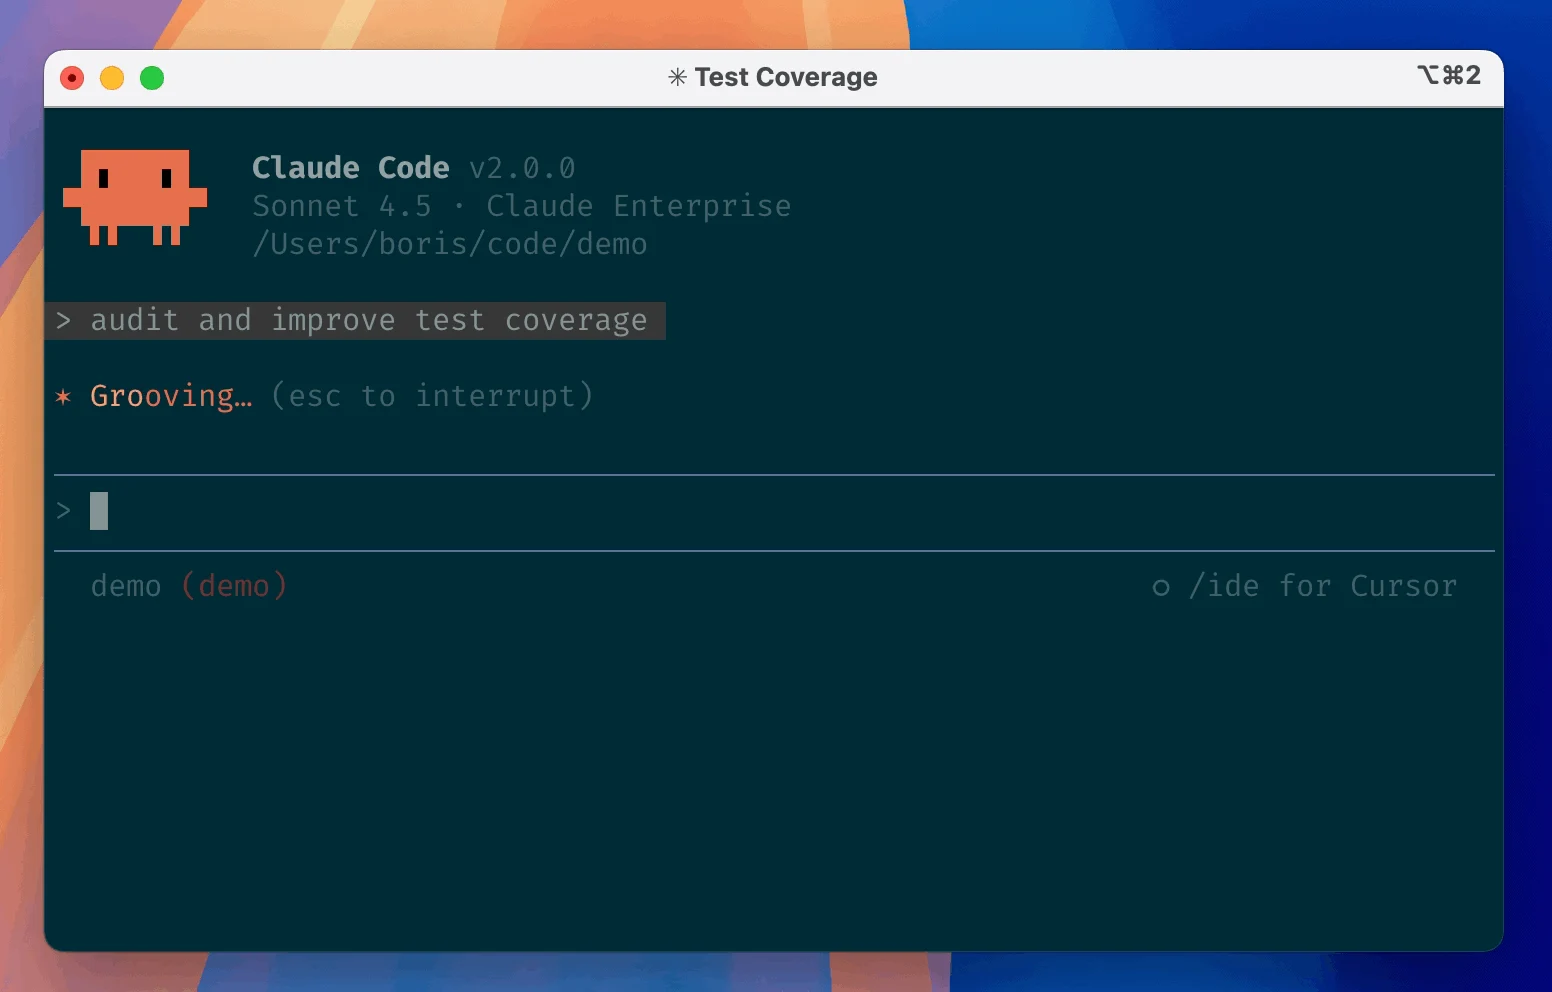 ✳ Test Coverage
⌥⌘2
Claude Code v2.0.0
Sonnet 4.5 · Claude Enterprise
/Users/boris/code/demo
> audit and improve test coverage
✶ Grooving… (esc to interrupt)
>
demo (demo)
○ /ide for Cursor